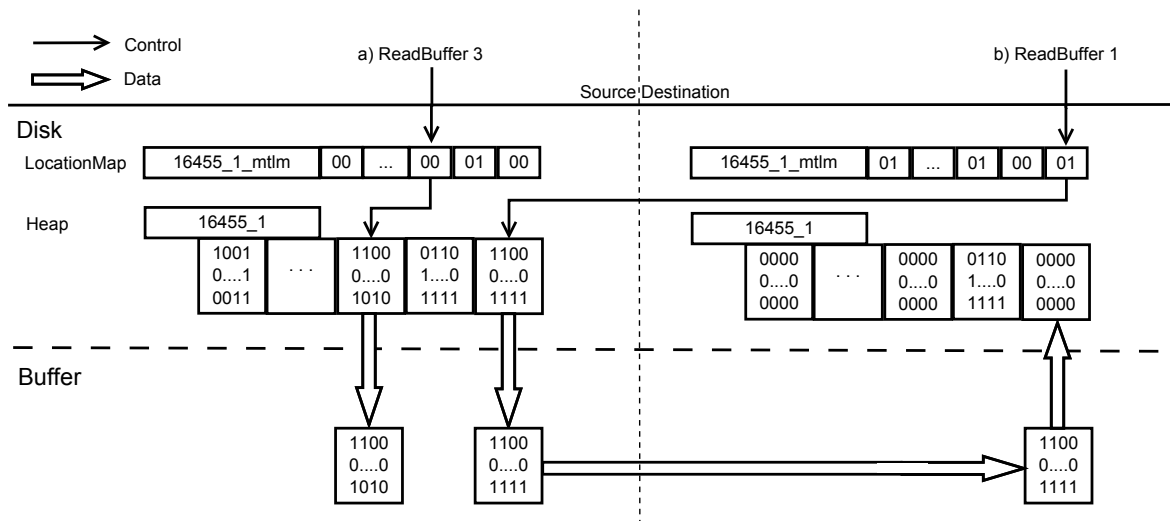 Control
Data
a) ReadBuffer 3
b) ReadBuffer 1
Source Destination
Disk
LocationMap
16455_1_mtlm 00 ... 00 01 00
16455_1_mtlm 01 ... 01 00 01
Heap
16455_1
16455_1
1001 1100 0110 1100
0....1 . . . 0....0 1....0 0....0
0011 1010 1111 1111
0000 0000 0110 0000
0....0 . . . 0....0 1....0 0....0
0000 0000 1111 0000
Buffer
1100
0....0
1010
1100
0....0
1111
1100
0....0
1111